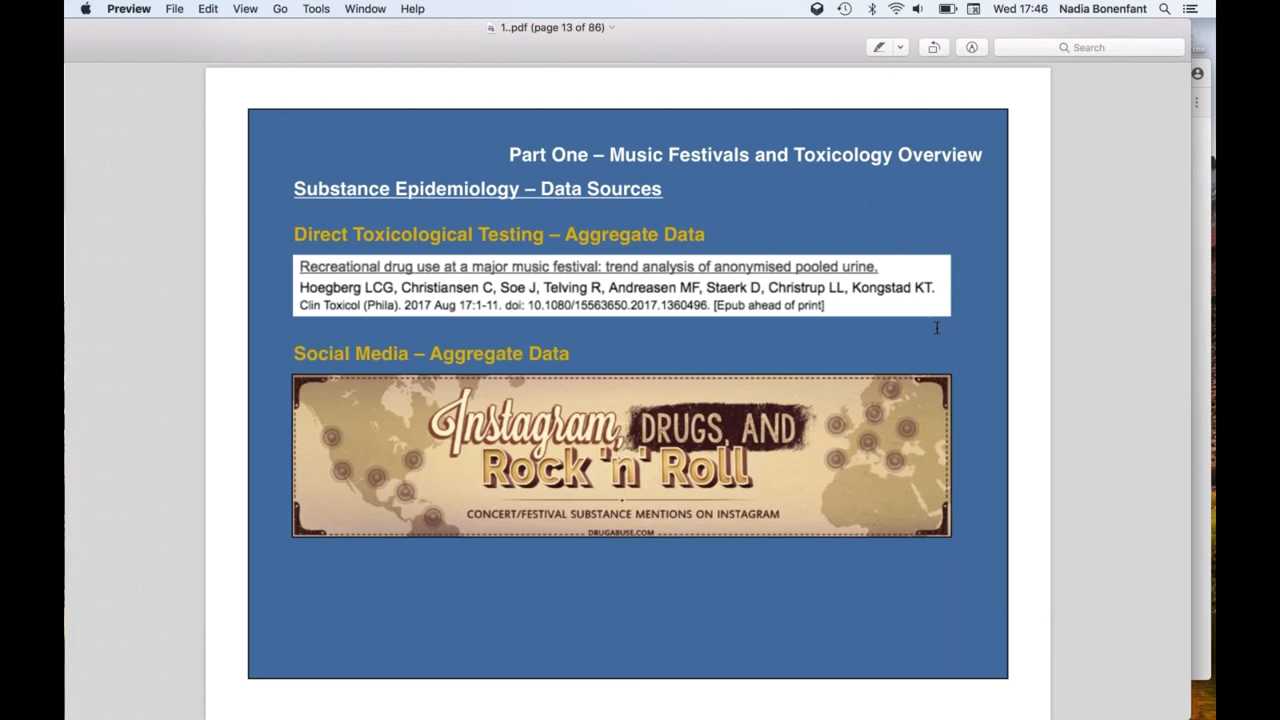 Preview File Edit View Go Tools Window Help Wed 17:46 Nadia Bonenfant
1..pdf (page 13 of 86)
Search
Part One – Music Festivals and Toxicology Overview
Substance Epidemiology – Data Sources
Direct Toxicological Testing – Aggregate Data
Recreational drug use at a major music festival: trend analysis of anonymised pooled urine.
Hoegberg LCG, Christiansen C, Soe J, Telving R, Andreasen MF, Staerk D, Christrup LL, Kongstad KT.
Clin Toxicol (Phila). 2017 Aug 17:1-11. doi: 10.1080/15563650.2017.1360496. [Epub ahead of print]
Social Media – Aggregate Data
Instagram, DRUGS, AND
Rock 'n' Roll
CONCERT/FESTIVAL SUBSTANCE MENTIONS ON INSTAGRAM
DRUGABUSE.COM